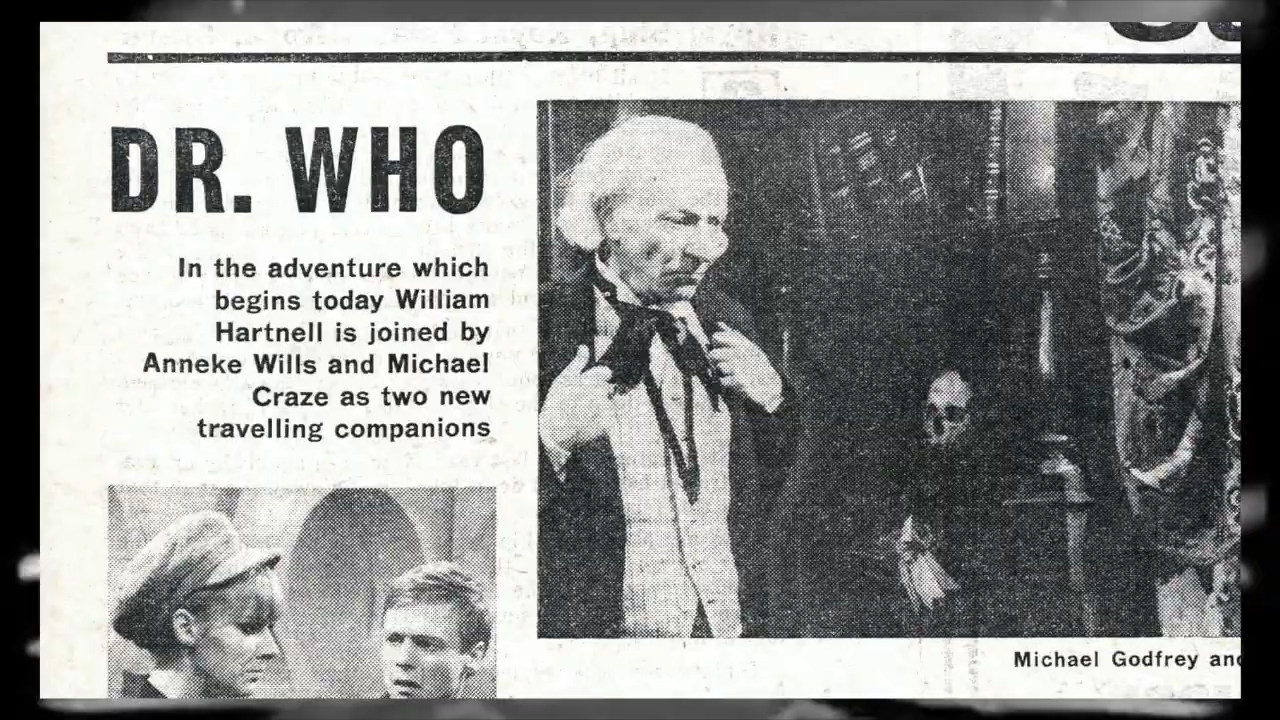 DR. WHO
In the adventure which
begins today William
Hartnell is joined by
Anneke Wills and Michael
Craze as two new
travelling companions
Michael Godfrey and